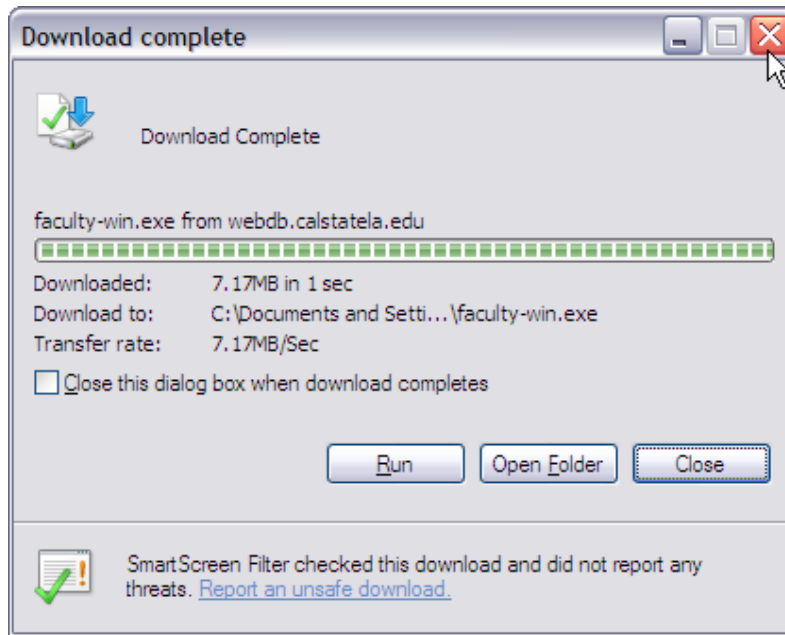 Download complete
Download Complete
faculty-win.exe from webdb.calstatela.edu
Downloaded: 7.17MB in 1 sec
Download to: C:\Documents and Setti...\faculty-win.exe
Transfer rate: 7.17MB/Sec
Close this dialog box when download completes
Run Open Folder Close
SmartScreen Filter checked this download and did not report any
threats. Report an unsafe download.